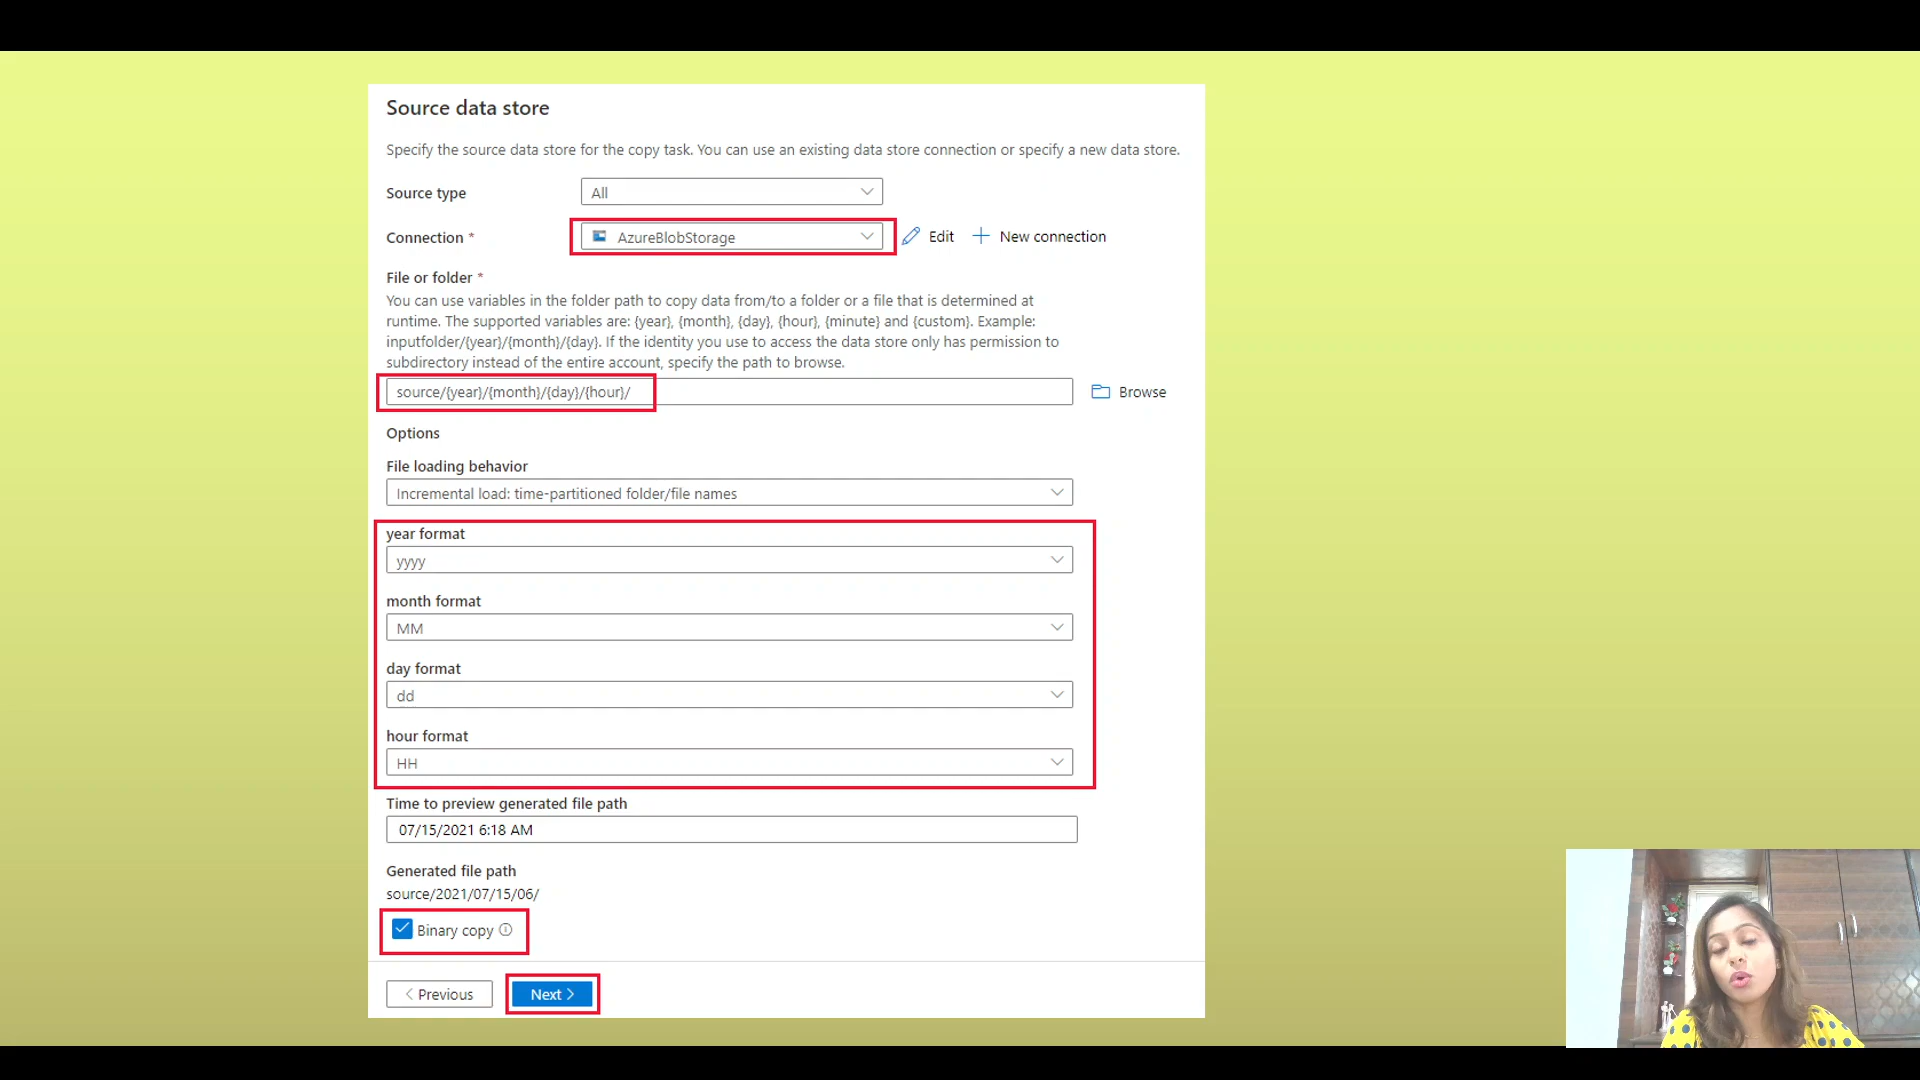 Source data store
Specify the source data store for the copy task. You can use an existing data store connection or specify a new data store.
Source type
All
Connection *
AzureBlobStorage
Edit
New connection
File or folder *
You can use variables in the folder path to copy data from/to a folder or a file that is determined at
runtime. The supported variables are: {year}, {month}, {day}, {hour}, {minute} and {custom}. Example:
inputfolder/{year}/{month}/{day}. If the identity you use to access the data store only has permission to
subdirectory instead of the entire account, specify the path to browse.
source/{year}/{month}/{day}/{hour}/
Browse
Options
File loading behavior
Incremental load: time-partitioned folder/file names
year format
yyyy
month format
MM
day format
dd
hour format
HH
Time to preview generated file path
07/15/2021 6:18 AM
Generated file path
source/2021/07/15/06/
Binary copy
Previous
Next